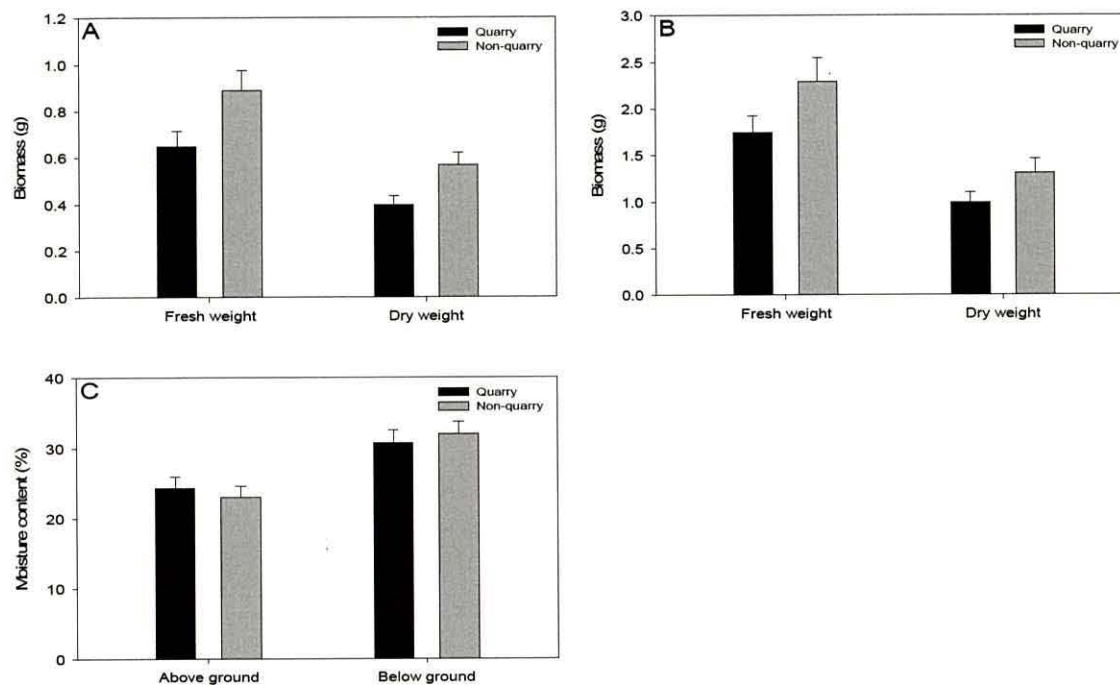 A
Quarry
Non-quarry
1.2
1.0
0.8
0.6
0.4
0.2
0.0
Biomass (g)
Fresh weight
Dry weight
B
Quarry
Non-quarry
3.0
2.5
2.0
1.5
1.0
0.5
0.0
Biomass (g)
Fresh weight
Dry weight
C
Quarry
Non-quarry
40
30
20
10
0
Moisture content (%)
Above ground
Below ground